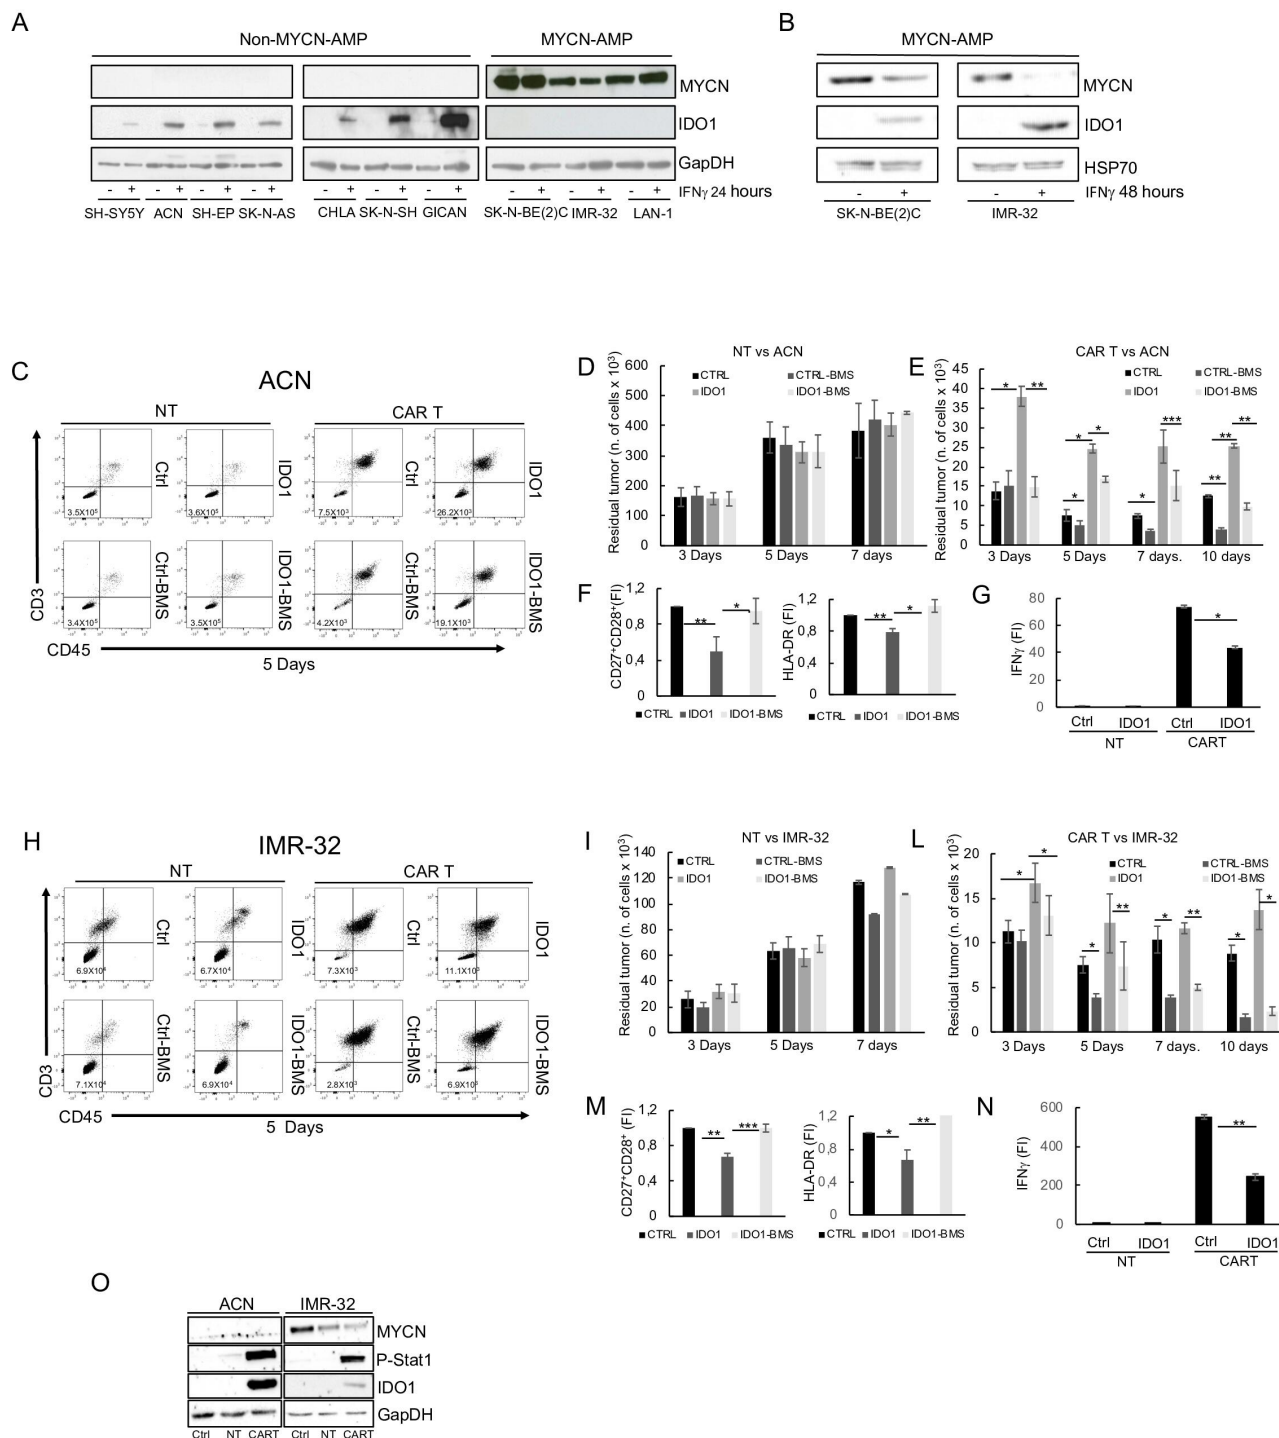 A
Non-MYCN-AMP
MYCN-AMP
MYCN
IDO1
GapDH
- + - + - + - +
- + - + - +
- + - + - +
IFNγ 24 hours
SH-SY5Y ACN SH-EP SK-N-AS
CHLA SK-N-SH GICAN
SK-N-BE(2)C IMR-32 LAN-1
B
MYCN-AMP
MYCN
IDO1
HSP70
- + - +
IFNγ 48 hours
SK-N-BE(2)C
IMR-32
C
ACN
NT
CAR T
Ctrl
IDO1
Ctrl
IDO1
3.5X10⁵
3.6X10⁵
7.5X10³
26.2X10³
Ctrl-BMS
IDO1-BMS
Ctrl-BMS
IDO1-BMS
3.4X10⁵
3.5X10⁵
4.2X10³
19.1X10³
CD3
CD45
5 Days
D
NT vs ACN
CTRL
CTRL-BMS
IDO1
IDO1-BMS
Residual tumor (n. of cells x 10³)
600
500
400
300
200
100
0
3 Days
5 Days
7 days
E
CAR T vs ACN
CTRL
CTRL-BMS
IDO1
IDO1-BMS
Residual tumor (n. of cells x 10³)
45
40
35
30
25
20
15
10
5
0
* **
* * *
* ***
** ** **
3 Days
5 Days
7 days.
10 days
F
CD27⁺CD28⁺(FI)
1,2
0,8
0,4
0
** *
CTRL IDO1 IDO1-BMS
HLA-DR (FI)
1,2
0,8
0,4
0
** *
CTRL IDO1 IDO1-BMS
G
IFNγ (FI)
80
60
40
20
0
*
Ctrl IDO1 Ctrl IDO1
NT
CART
H
IMR-32
NT
CAR T
Ctrl
IDO1
Ctrl
IDO1
6.9X10⁴
6.7X10⁴
7.3X10³
11.1X10³
Ctrl-BMS
IDO1-BMS
Ctrl-BMS
IDO1-BMS
7.1X10⁴
6.9X10⁴
2.8X10³
6.9X10³
CD3
CD45
5 Days
I
NT vs IMR-32
CTRL
CTRL-BMS
IDO1
IDO1-BMS
Residual tumor (n. of cells x 10³)
140
120
100
80
60
40
20
0
3 Days
5 Days
7 days
L
CAR T vs IMR-32
CTRL
CTRL-BMS
IDO1
IDO1-BMS
Residual tumor (n. of cells x 10³)
20
15
10
5
0
* *
* **
* **
* *
3 Days
5 Days
7 days.
10 days
M
CD27⁺CD28⁺ (FI)
1,2
0,8
0,4
0
** ***
CTRL IDO1 IDO1-BMS
HLA-DR (FI)
1,2
0,8
0,4
0
* **
CTRL IDO1 IDO1-BMS
N
IFNγ (FI)
600
400
200
0
**
Ctrl IDO1 Ctrl IDO1
NT
CART
O
ACN
IMR-32
MYCN
P-Stat1
IDO1
GapDH
Ctrl NT CART Ctrl NT CART